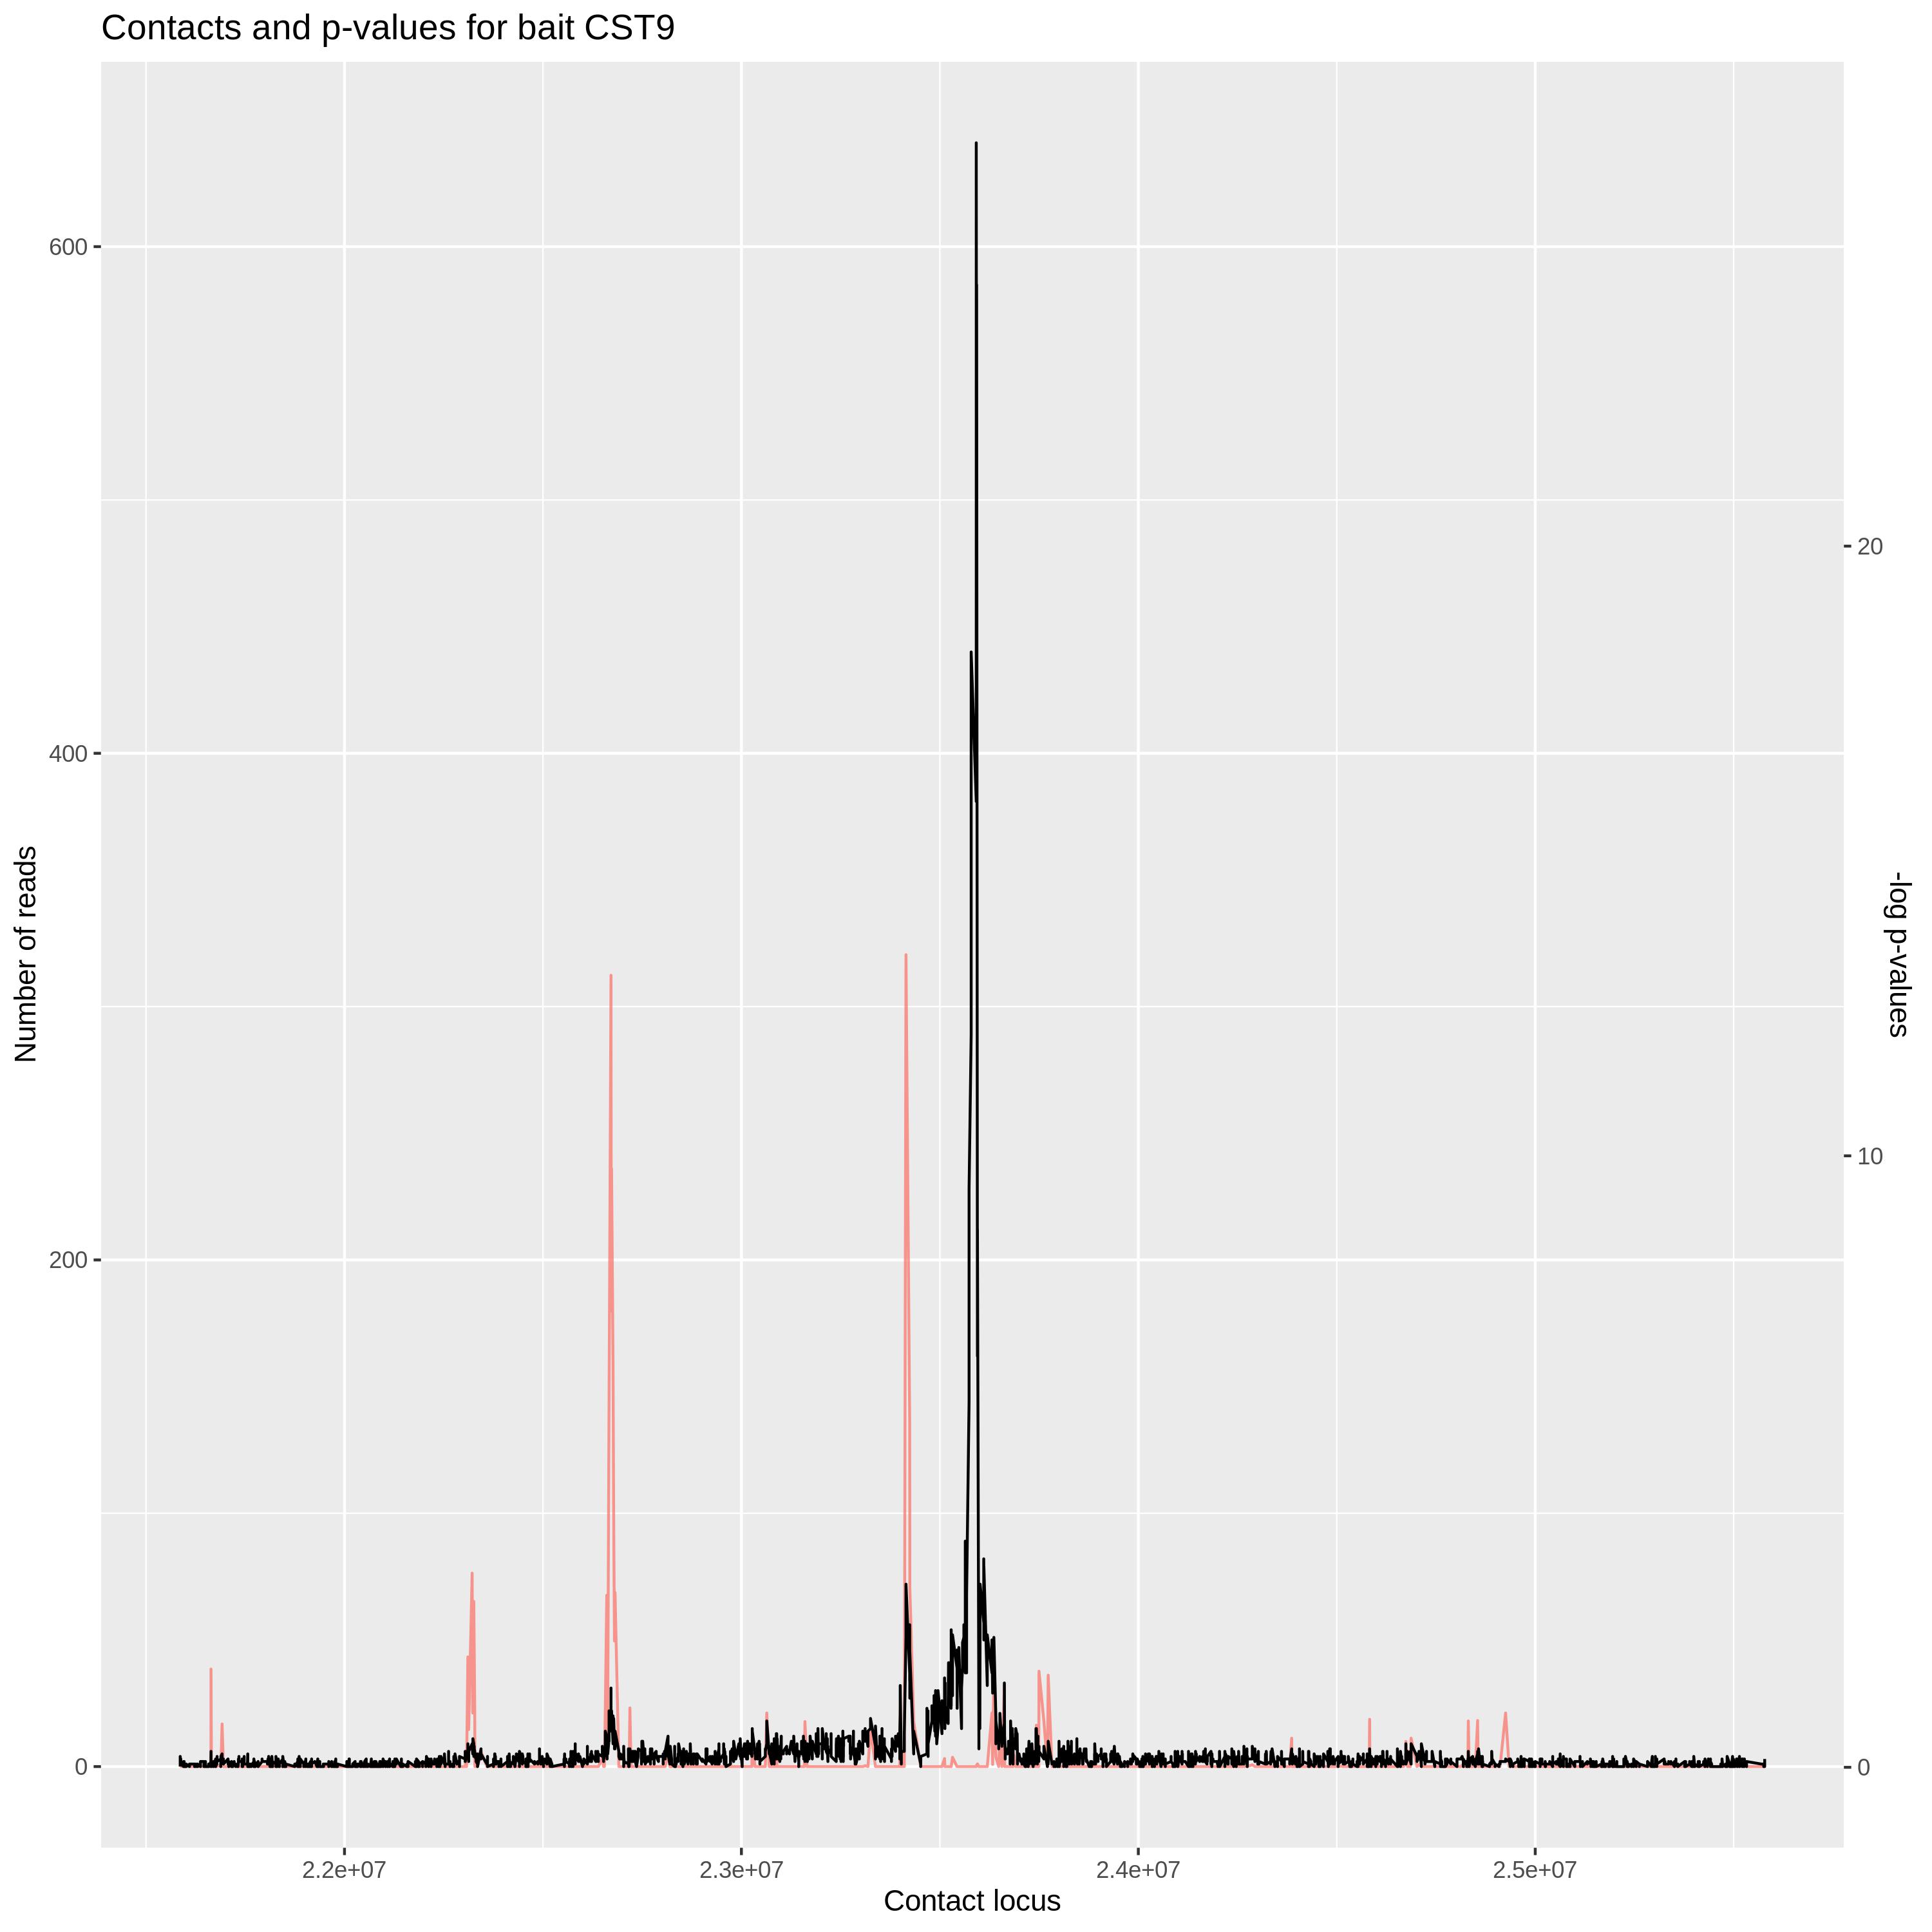 Contacts and p-values for bait CST9
600
400
200
0
20
10
0
Number of reads
-log p-values
2.2e+07
2.3e+07
2.4e+07
2.5e+07
Contact locus